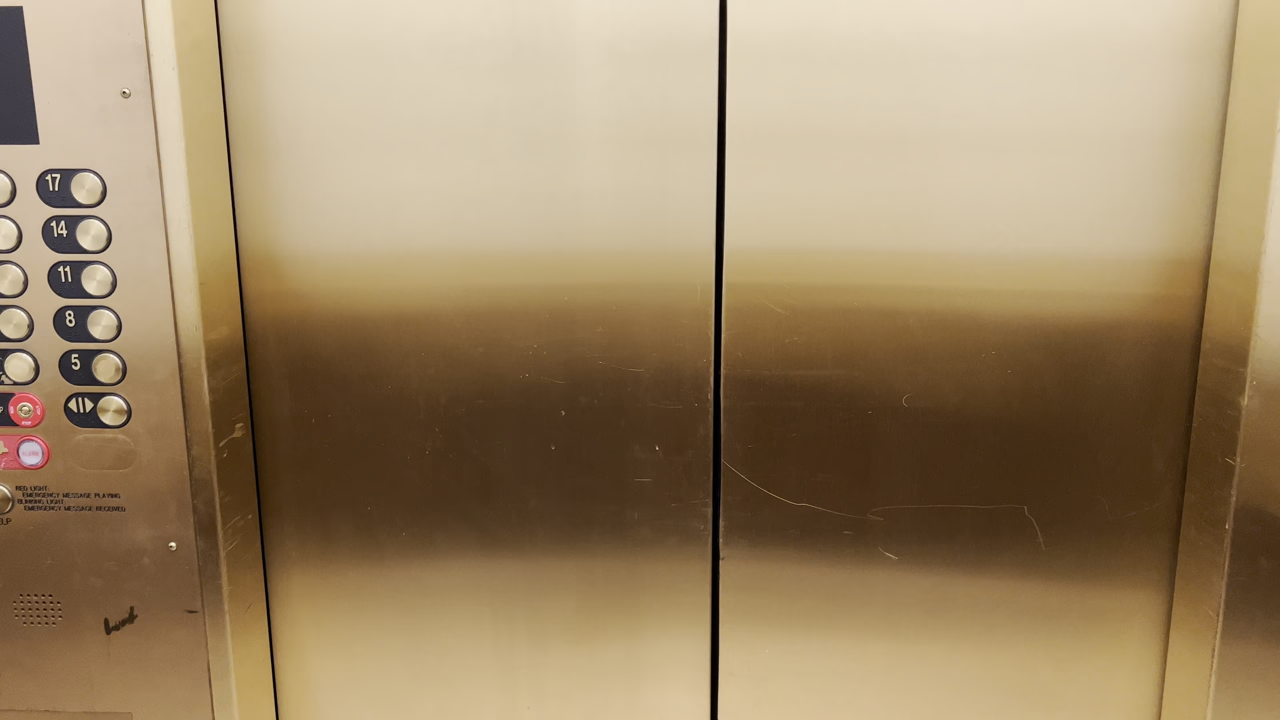 17
14
11
8
5
RED LIGHT:
EMERGENCY MESSAGE PLAYING
BLINKING LIGHT:
EMERGENCY MESSAGE RECEIVED